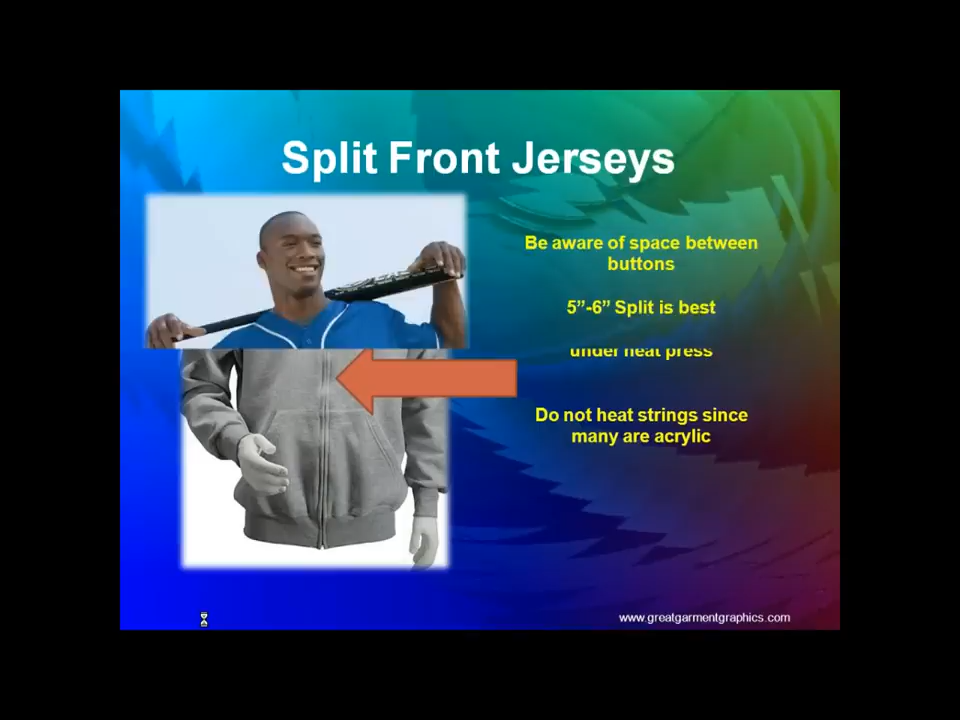 Split Front Jerseys
Be aware of space between
buttons
5”-6” Split is best
under heat press
Do not heat strings since
many are acrylic
www.greatgarmentgraphics.com